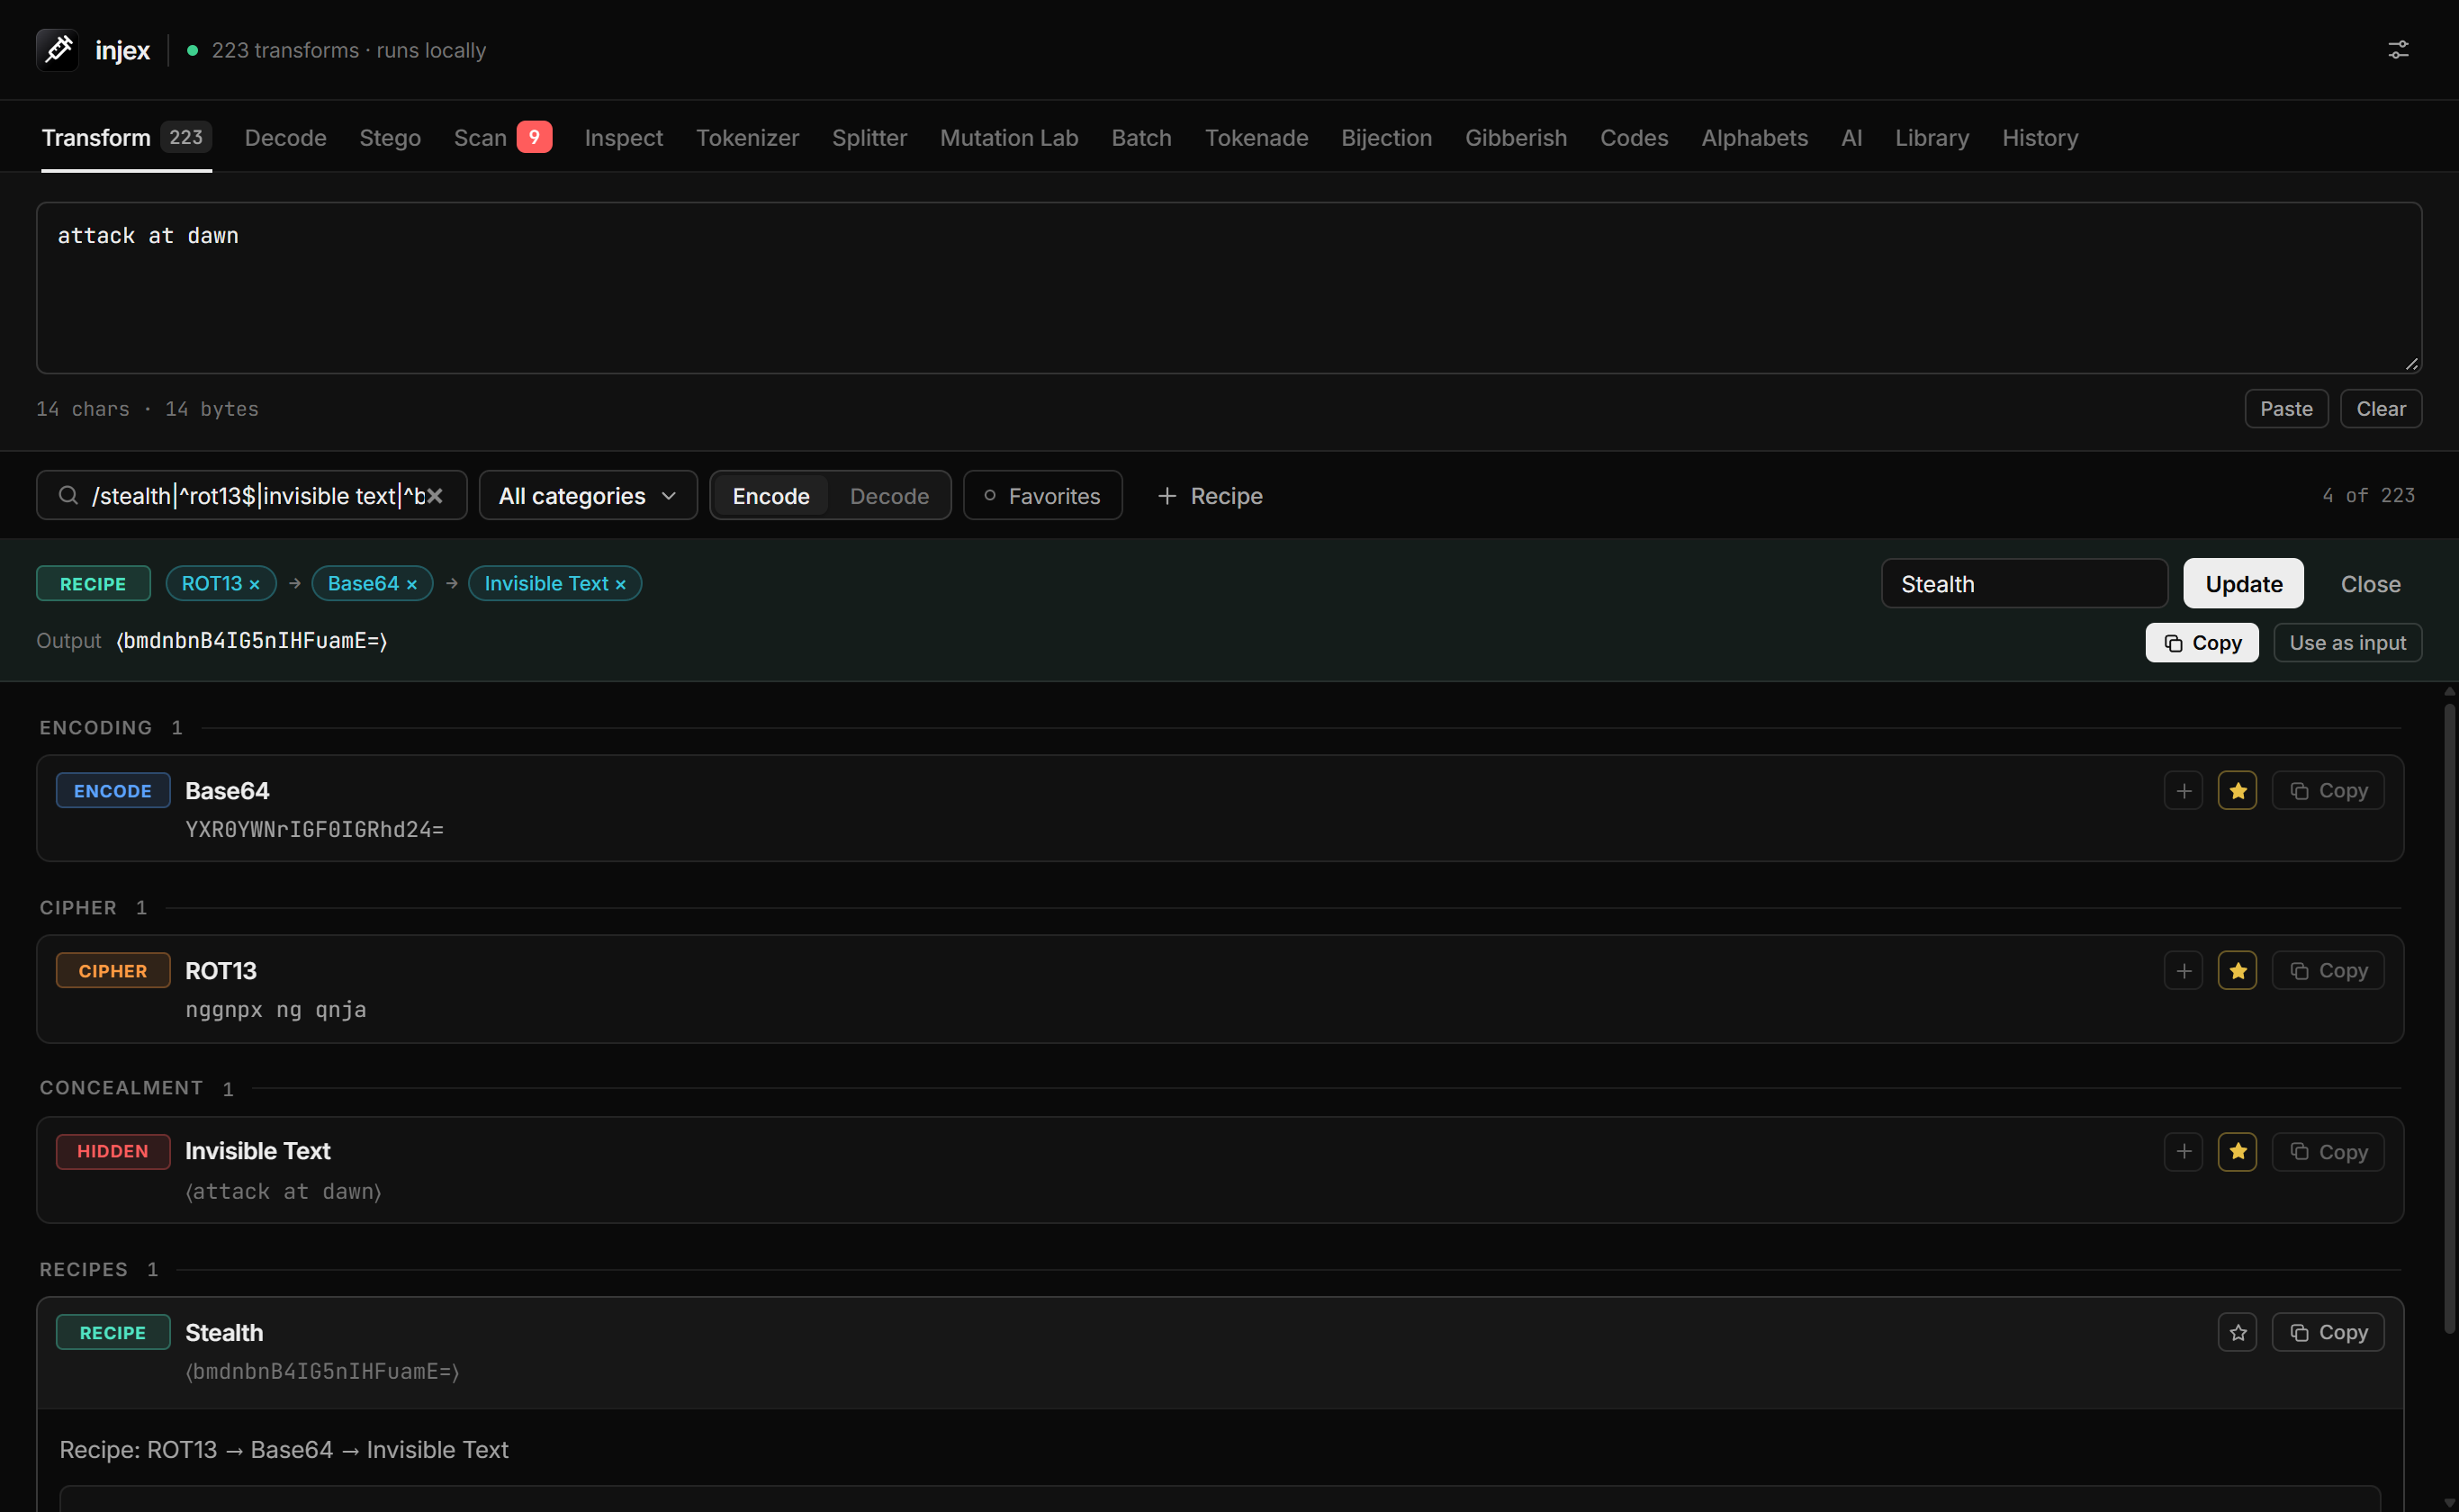 injex
223 transforms · runs locally
Transform 223 Decode Stego Scan 9 Inspect Tokenizer Splitter Mutation Lab Batch Tokenade Bijection Gibberish Codes Alphabets AI Library History
attack at dawn
14 chars · 14 bytes
Paste Clear
/stealth|^rot13$|invisible text|^b
All categories
Encode Decode
Favorites
+ Recipe
4 of 223
RECIPE ROT13 × → Base64 × → Invisible Text ×
Stealth Update Close
Output ⟨bmdnbnB4IG5nIHFuamE=⟩
Copy Use as input
ENCODING 1
ENCODE Base64
Copy
YXR0YWNrIGF0IGRhd24=
CIPHER 1
CIPHER ROT13
Copy
nggnpx ng qnja
CONCEALMENT 1
HIDDEN Invisible Text
Copy
⟨attack at dawn⟩
RECIPES 1
RECIPE Stealth
Copy
⟨bmdnbnB4IG5nIHFuamE=⟩
Recipe: ROT13 → Base64 → Invisible Text